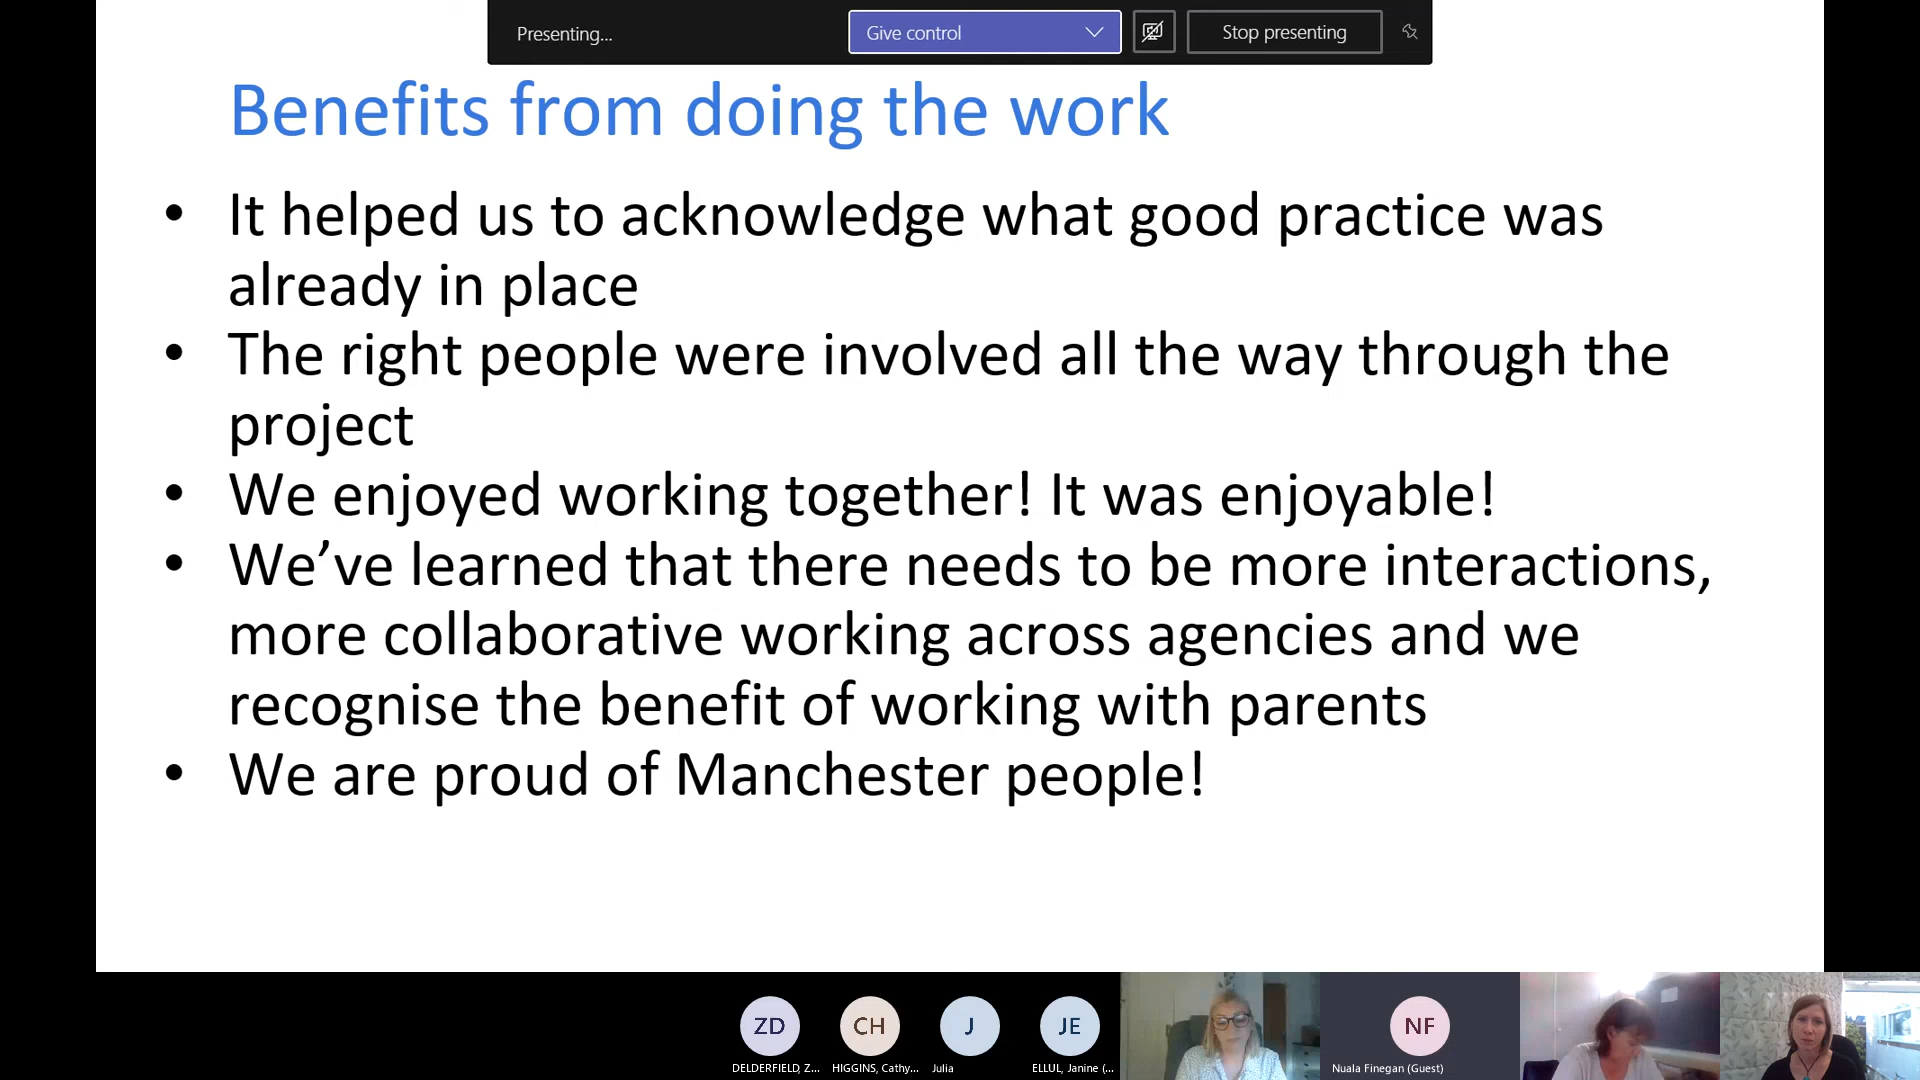 Presenting...
Give control
Stop presenting
Benefits from doing the work
• It helped us to acknowledge what good practice was
already in place
• The right people were involved all the way through the
project
• We enjoyed working together! It was enjoyable!
• We’ve learned that there needs to be more interactions,
more collaborative working across agencies and we
recognise the benefit of working with parents
• We are proud of Manchester people!
ZD
CH
J
JE
NF
DELDERFIELD, Z...
HIGGINS, Cathy...
Julia
ELLUL, Janine (...
Nuala Finegan (Guest)